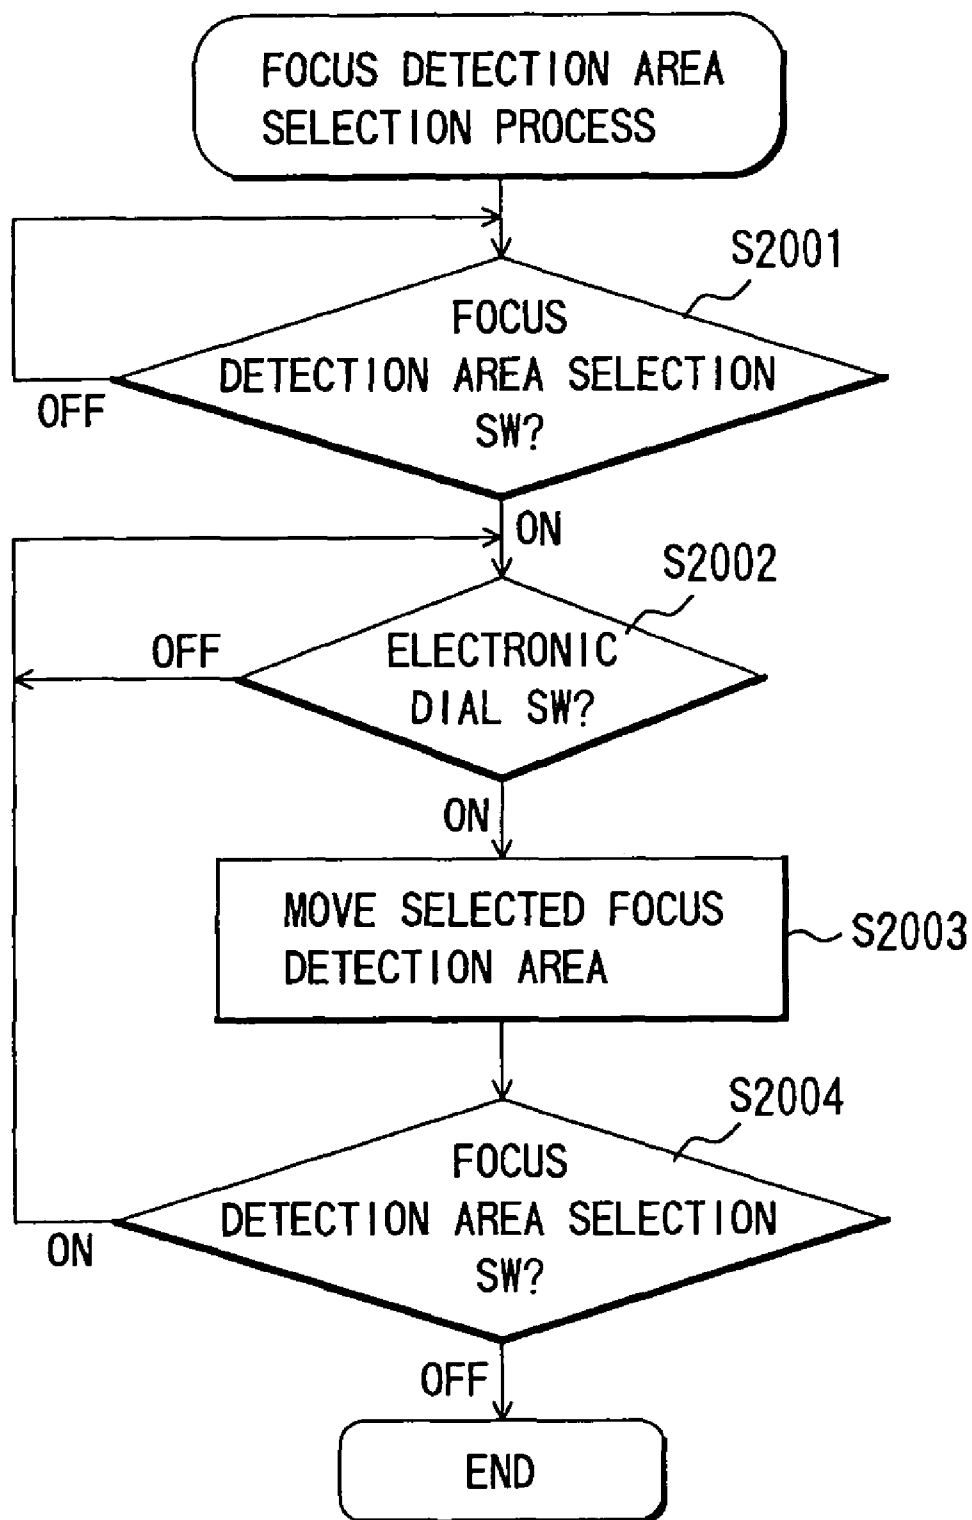 FOCUS DETECTION AREA
SELECTION PROCESS
S2001
FOCUS
DETECTION AREA SELECTION
SW?
OFF
ON
S2002
ELECTRONIC
DIAL SW?
OFF
ON
MOVE SELECTED FOCUS
DETECTION AREA
S2003
S2004
FOCUS
DETECTION AREA SELECTION
SW?
ON
OFF
END